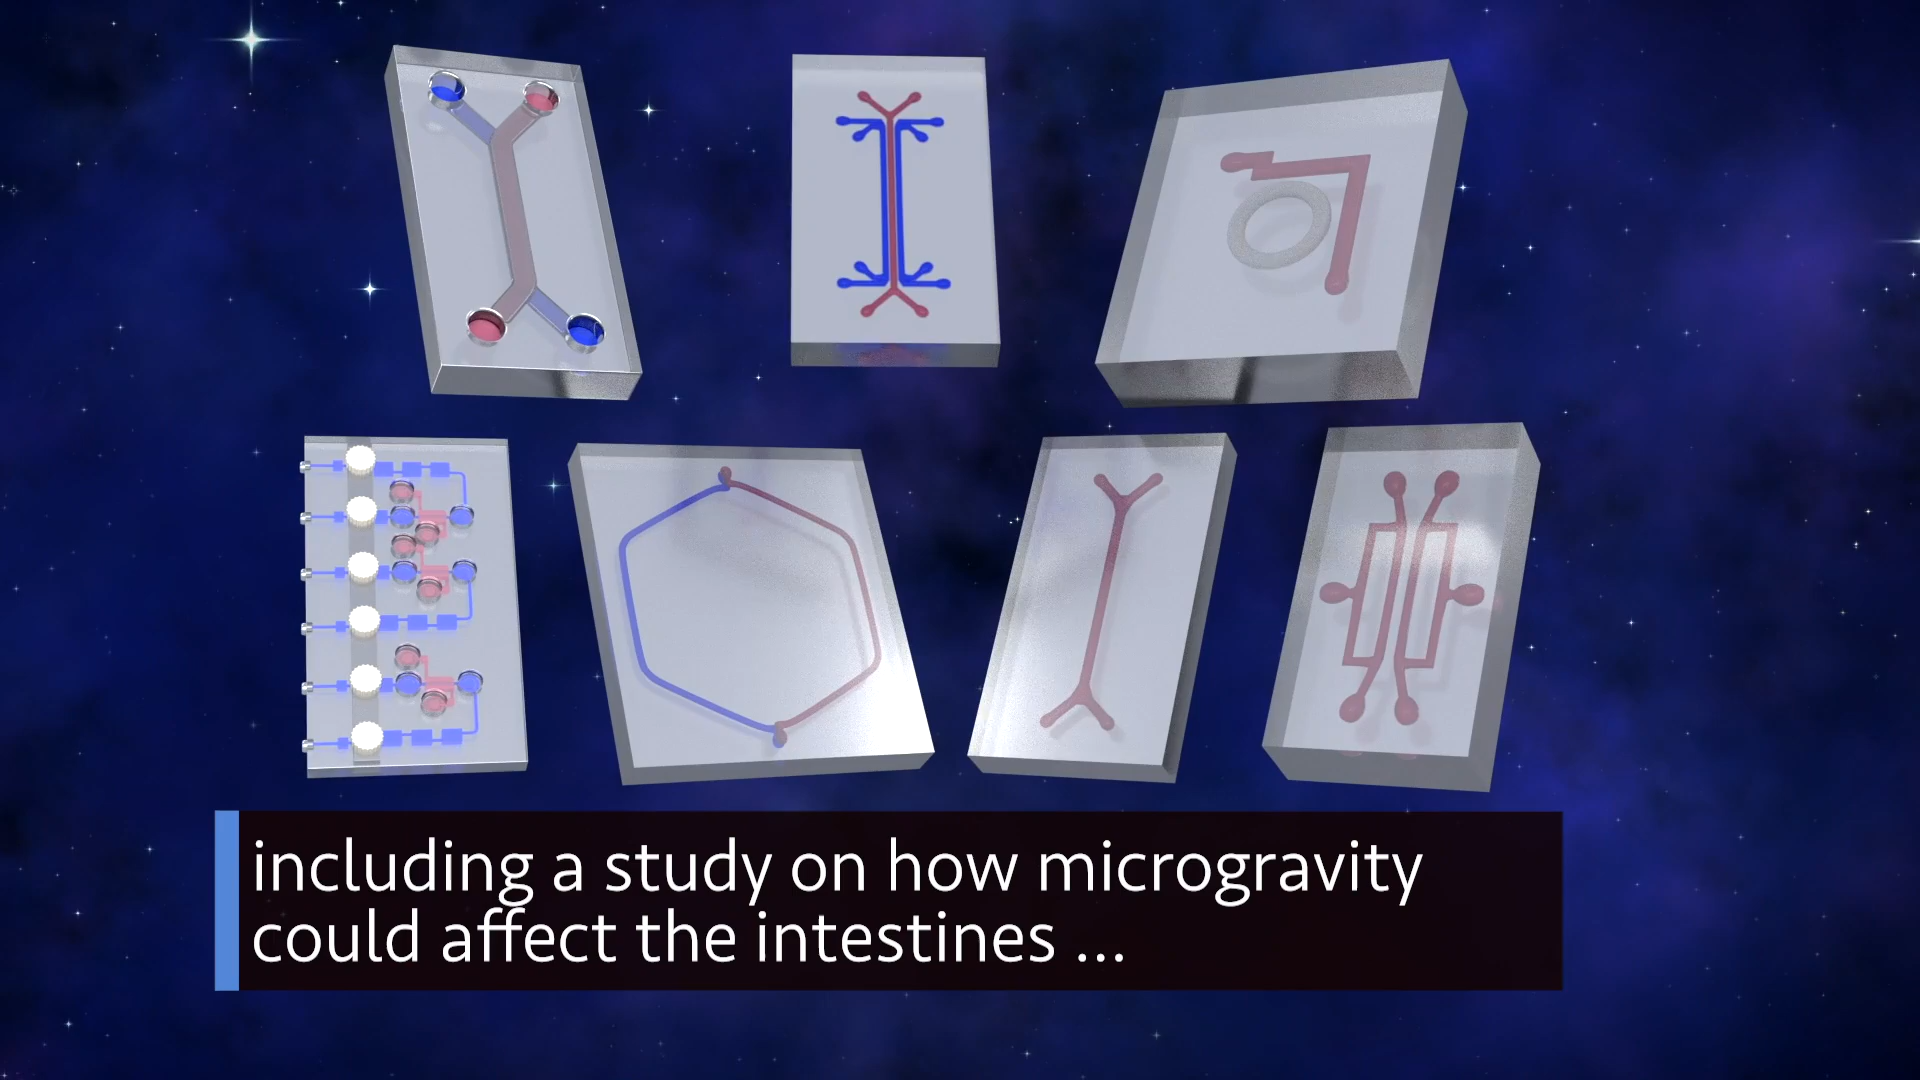 including a study on how microgravity
could affect the intestines ...